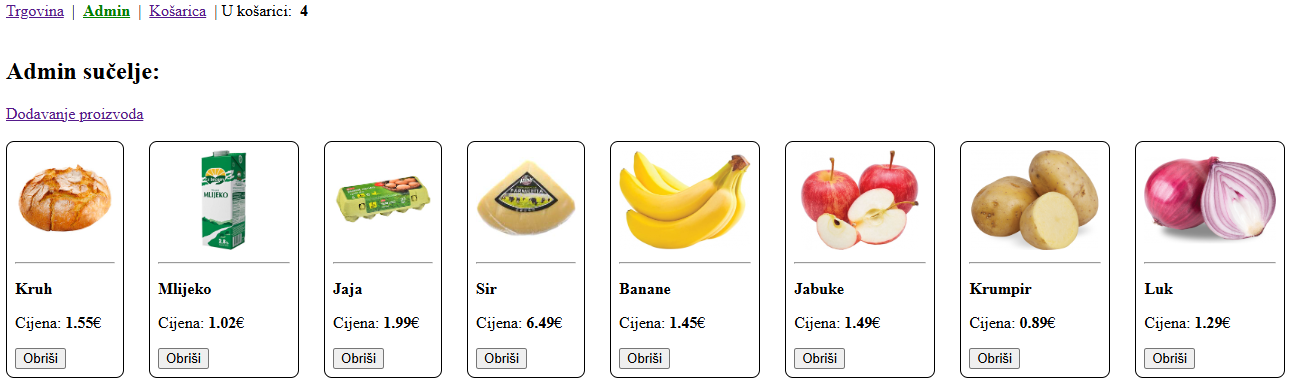 Trgovina | Admin | Košarica | U košarici: 4
Admin sučelje:
Dodavanje proizvoda
MLIJEKO
Kruh Mlijeko Jaja Sir Banane Jabuke Krumpir Luk
Cijena: 1.55€ Cijena: 1.02€ Cijena: 1.99€ Cijena: 6.49€ Cijena: 1.45€ Cijena: 1.49€ Cijena: 0.89€ Cijena: 1.29€
Obriši Obriši Obriši Obriši Obriši Obriši Obriši Obriši